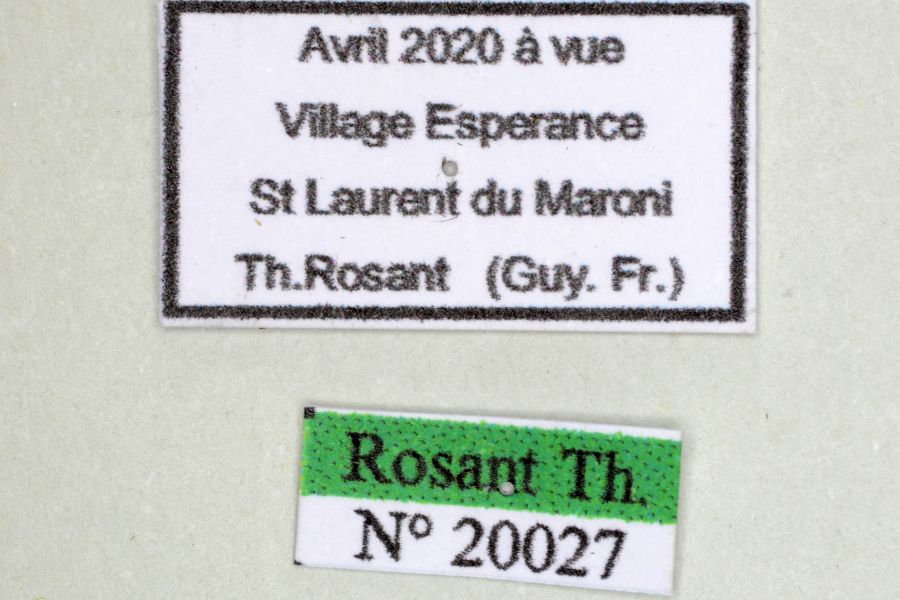 Avril 2020 à vue
Village Esperance
St Laurent du Maroni
Th.Rosant (Guy. Fr.)
Rosant Th.
N° 20027